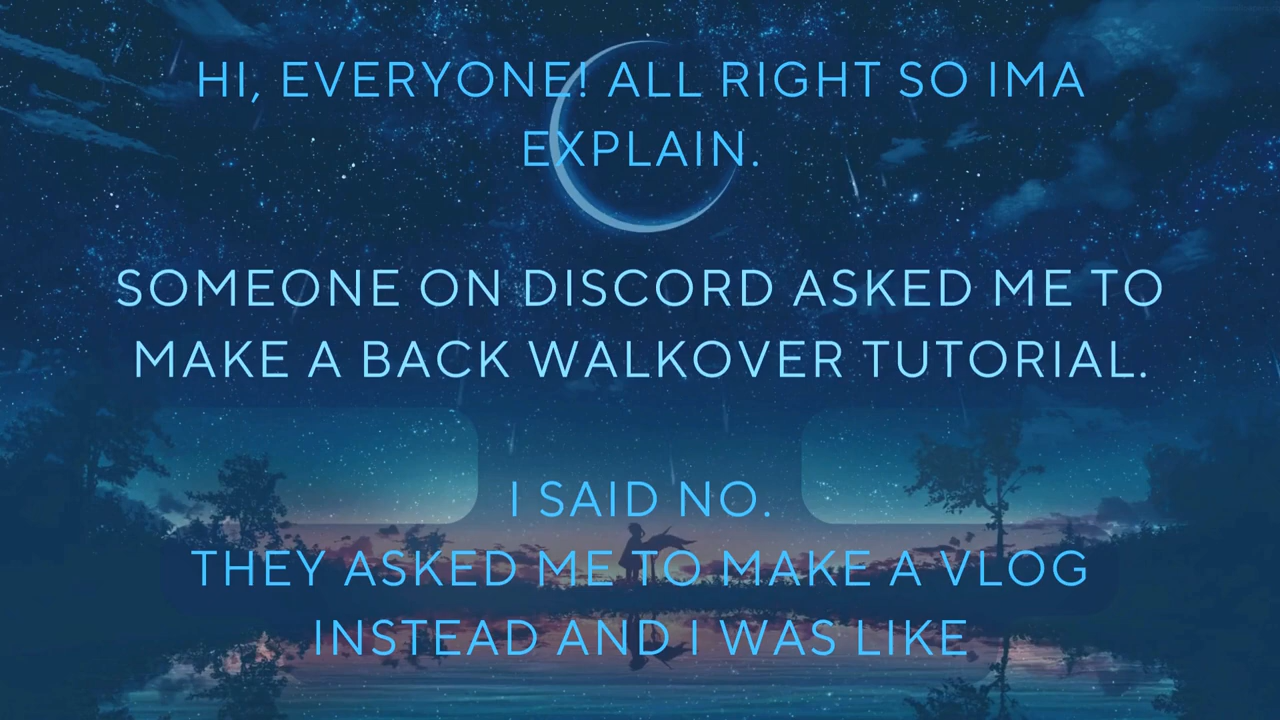 HI, EVERYONE! ALL RIGHT SO IMA
EXPLAIN.
SOMEONE ON DISCORD ASKED ME TO
MAKE A BACK WALKOVER TUTORIAL.
I SAID NO.
THEY ASKED ME TO MAKE A VLOG
INSTEAD AND I WAS LIKE